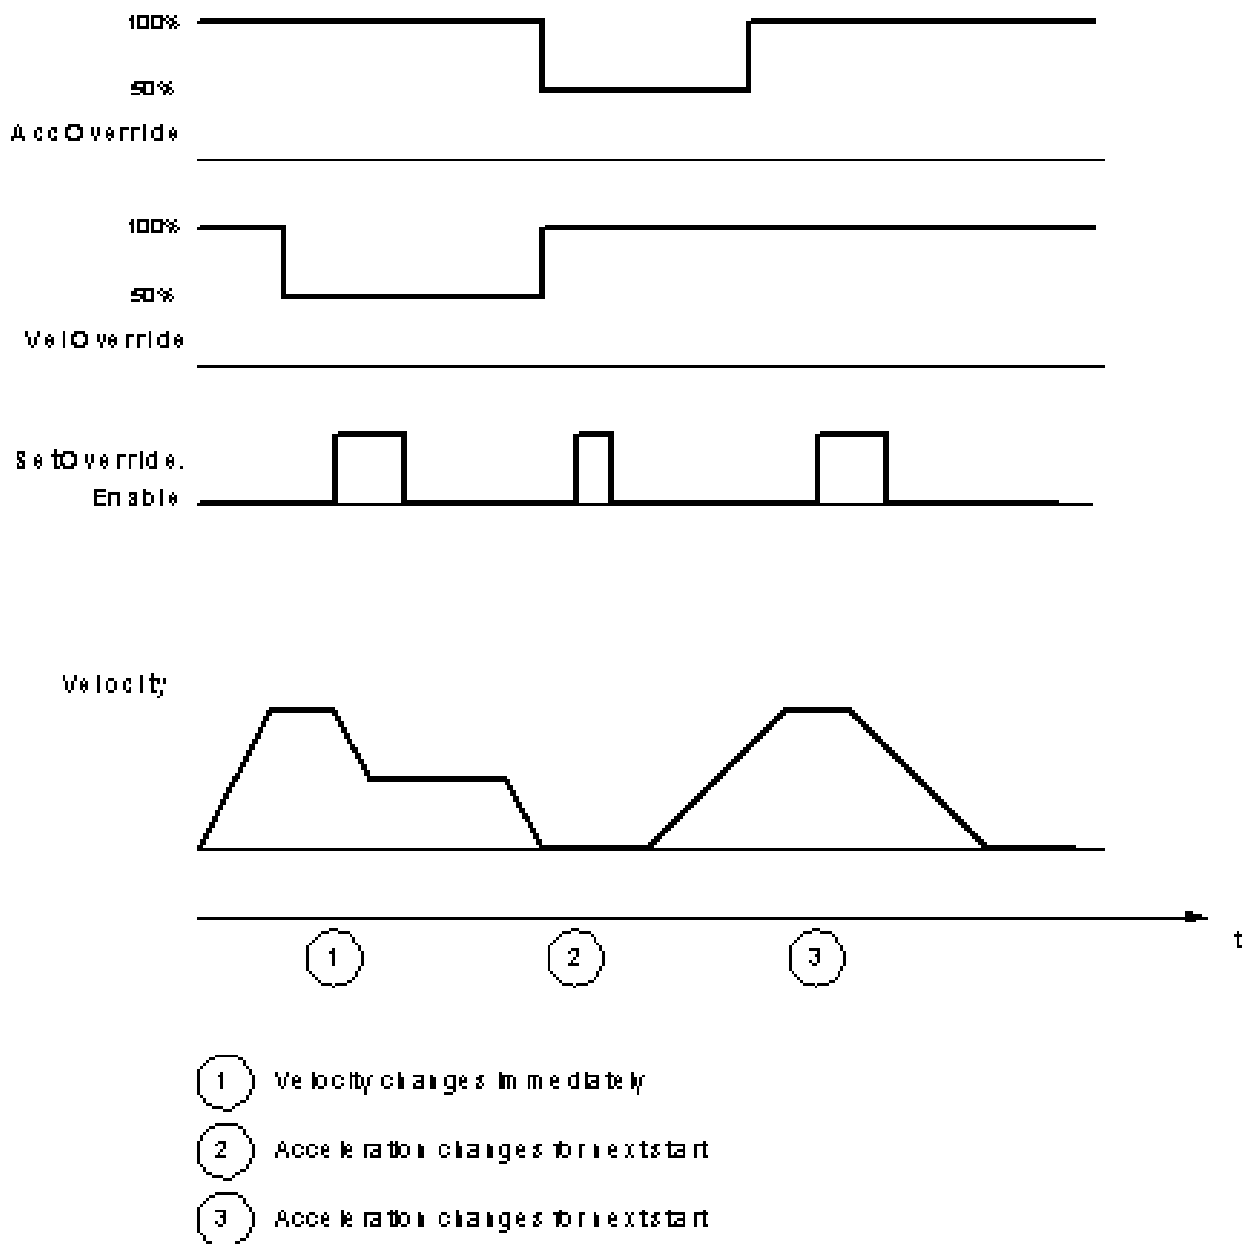 100%
50%
AccOverride
100%
50%
VelOverride
SetOverride.
Enable
Velocity
t
1 2 3
1 Velocity changes immediately
2 Acceleration changes for next start
3 Acceleration changes for next start